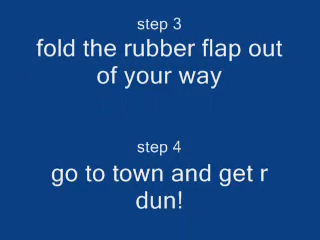 step 3
fold the rubber flap out
of your way
step 4
go to town and get r
dun!